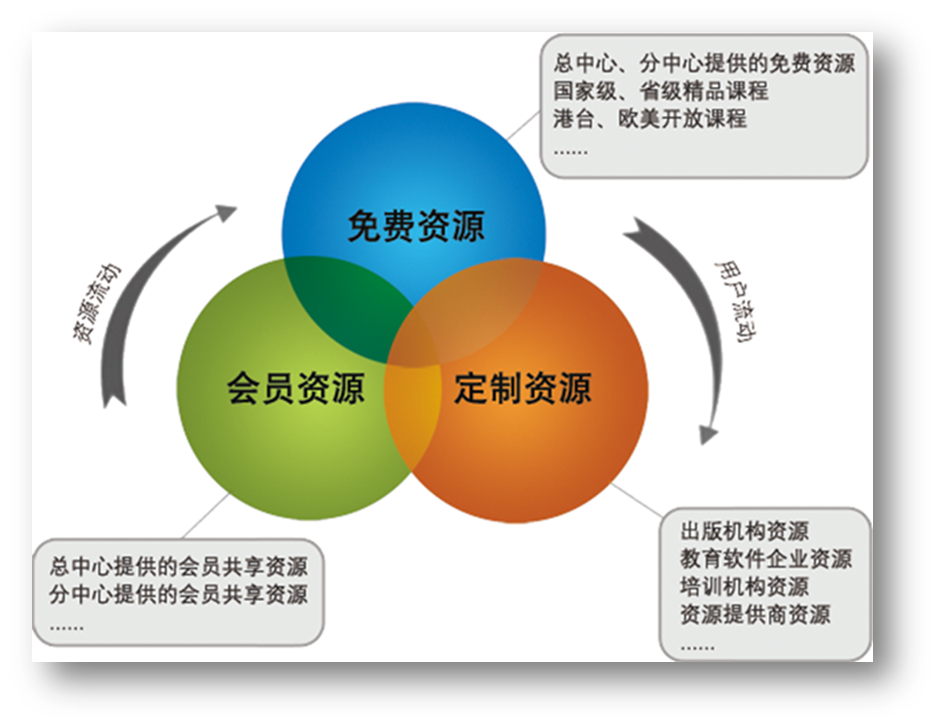 总中心、分中心提供的免费资源
国家级、省级精品课程
港台、欧美开放课程
……
免费资源
资源流动
用户流动
会员资源
定制资源
总中心提供的会员共享资源
分中心提供的会员共享资源
……
出版机构资源
教育软件企业资源
培训机构资源
资源提供商资源
……